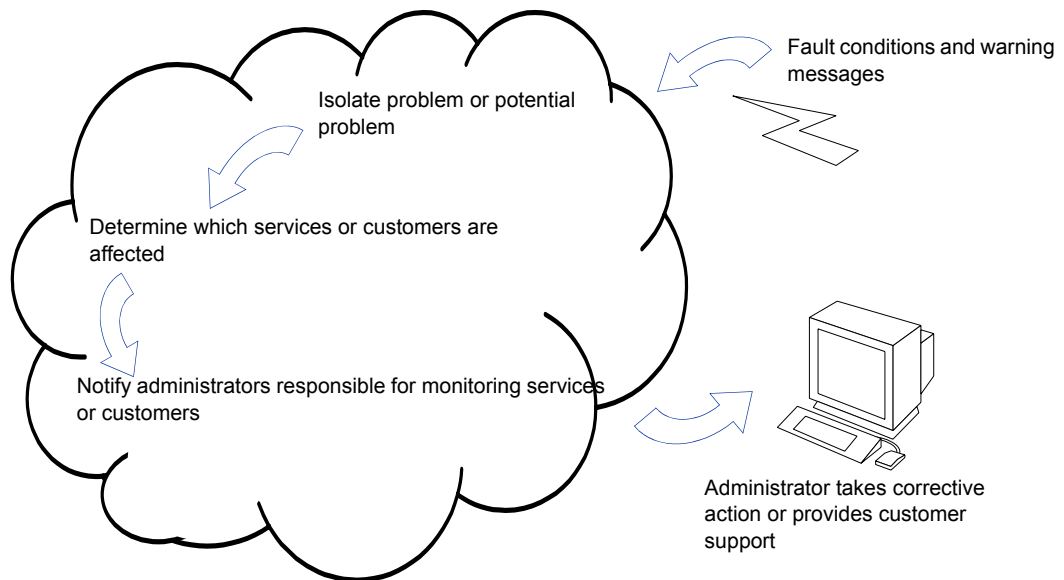 Fault conditions and warning
messages
Isolate problem or potential
problem
Determine which services or customers are
affected
Notify administrators responsible for monitoring services
or customers
Administrator takes corrective
action or provides customer
support